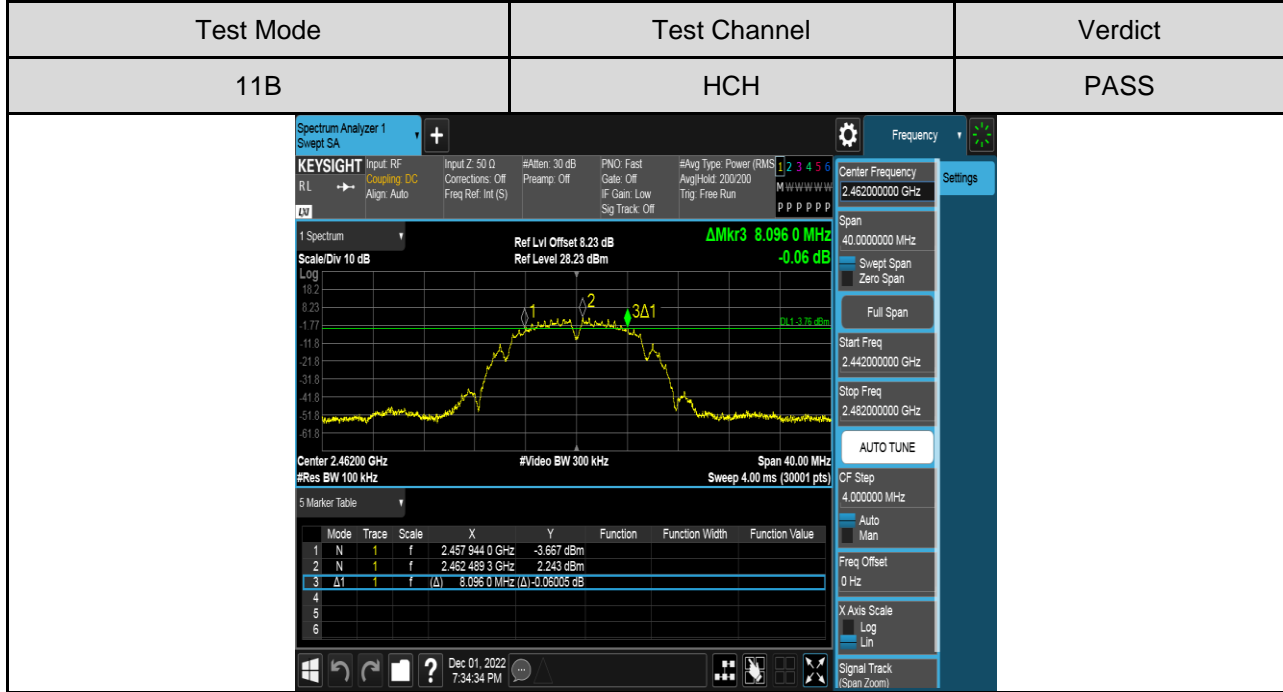 Test Mode Test Channel Verdict
11B HCH PASS
Spectrum Analyzer 1
Swept SA
+
Frequency
KEYSIGHT
RL
LXI
Input: RF
Coupling: DC
Align: Auto
Input Z: 50 Ω
Corrections: Off
Freq Ref: Int (S)
#Atten: 30 dB
Preamp: Off
PNO: Fast
Gate: Off
IF Gain: Low
Sig Track: Off
#Avg Type: Power (RMS
Avg|Hold: 200/200
Trig: Free Run
1 2 3 4 5 6
M W W W W W
P P P P P P
1 Spectrum
Scale/Div 10 dB
Ref Lvl Offset 8.23 dB
Ref Level 28.23 dBm
ΔMkr3 8.096 0 MHz
-0.06 dB
Log
18.2
8.23
-1.77
-11.8
-21.8
-31.8
-41.8
-51.8
-61.8
1
2
3Δ1
DL1 -3.76 dBm
Center 2.46200 GHz #Video BW 300 kHz Span 40.00 MHz
#Res BW 100 kHz Sweep 4.00 ms (30001 pts)
5 Marker Table
Mode Trace Scale X Y Function Function Width Function Value
1 N 1 f 2.457 944 0 GHz -3.667 dBm
2 N 1 f 2.462 489 3 GHz 2.243 dBm
3 Δ1 1 f (Δ) 8.096 0 MHz (Δ) -0.06005 dB
4
5
6
?
Dec 01, 2022
7:34:34 PM
Center Frequency
2.462000000 GHz
Settings
Span
40.0000000 MHz
Swept Span
Zero Span
Full Span
Start Freq
2.442000000 GHz
Stop Freq
2.482000000 GHz
AUTO TUNE
CF Step
4.000000 MHz
Auto
Man
Freq Offset
0 Hz
X Axis Scale
Log
Lin
Signal Track
(Span Zoom)